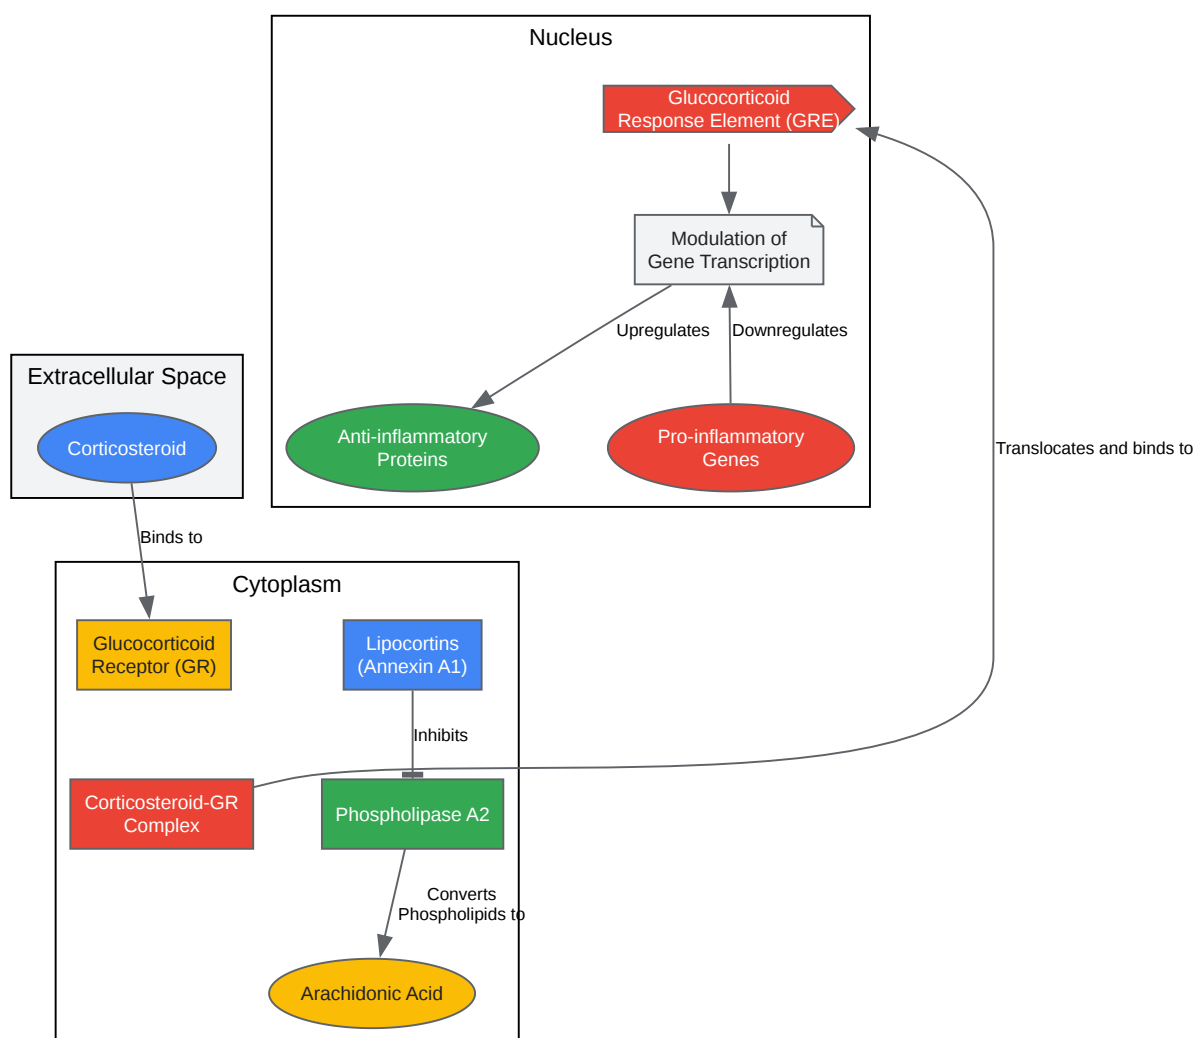 Nucleus
Glucocorticoid
Response Element (GRE)
Modulation of
Gene Transcription
Upregulates
Downregulates
Anti-inflammatory
Proteins
Pro-inflammatory
Genes
Translocates and binds to
Extracellular Space
Corticosteroid
Binds to
Cytoplasm
Glucocorticoid
Receptor (GR)
Lipocortins
(Annexin A1)
Inhibits
Corticosteroid-GR
Complex
Phospholipase A2
Converts
Phospholipids to
Arachidonic Acid